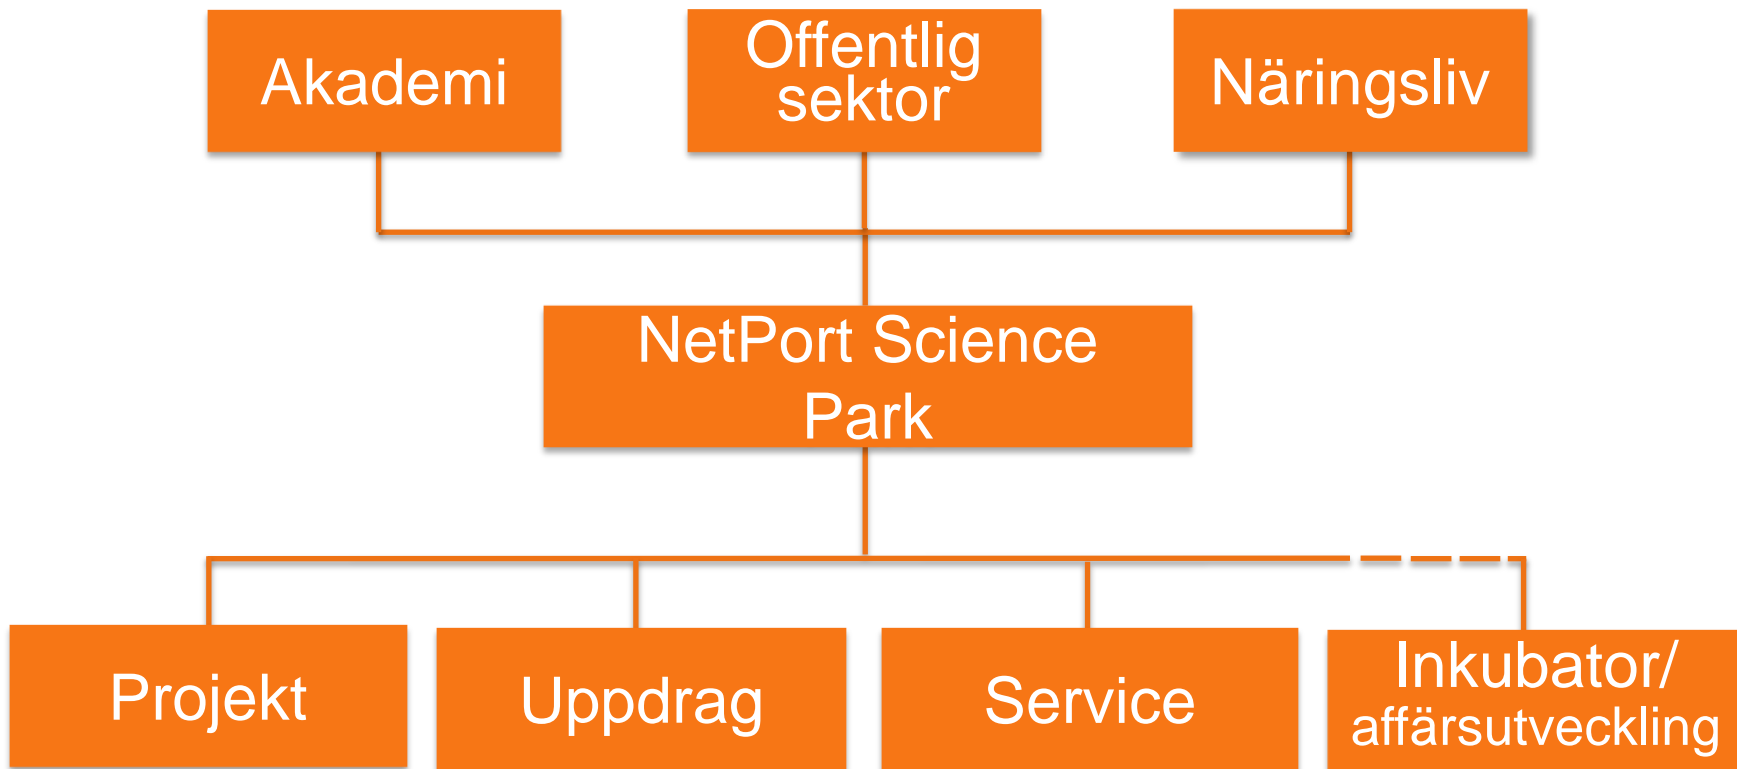 Akademi
Offentlig
sektor
Näringsliv
NetPort Science
Park
Projekt
Uppdrag
Service
Inkubator/
affärsutveckling